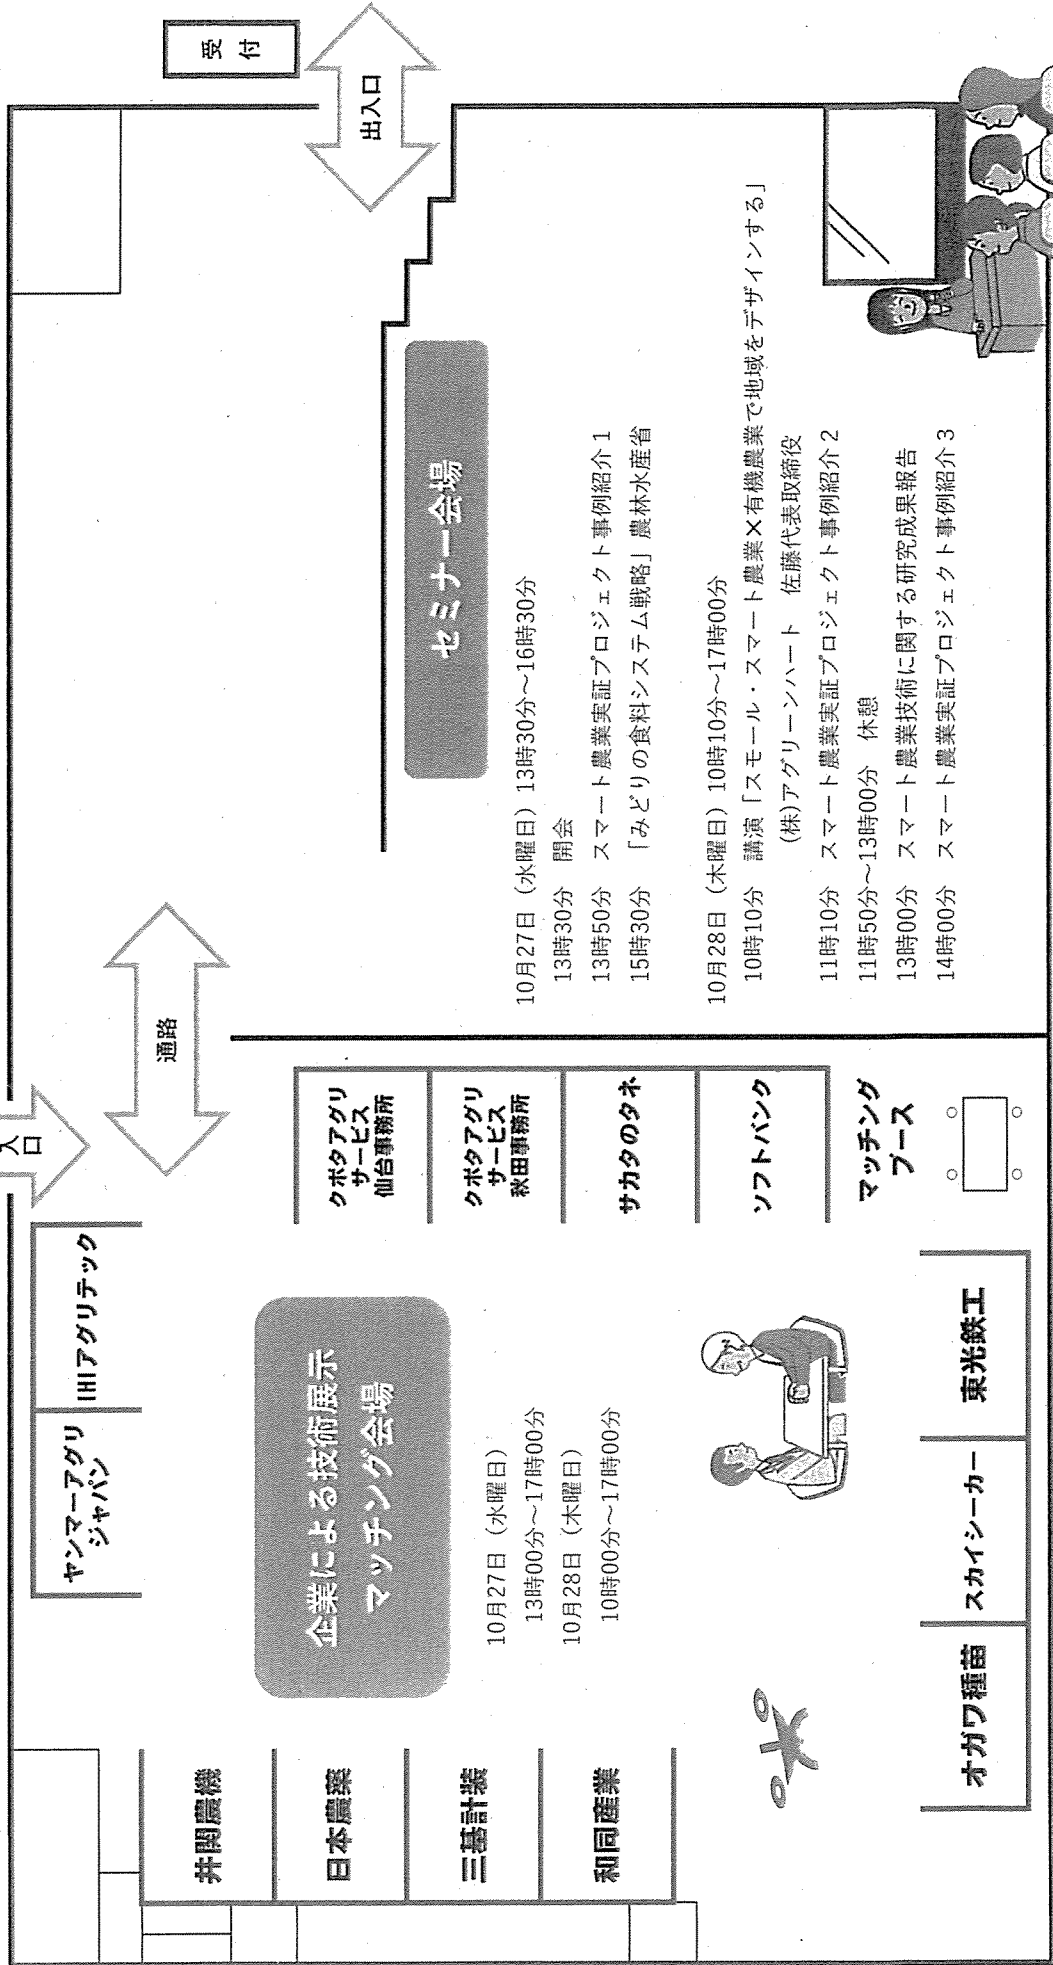 企業による技術展示
マッチング会場
10月27日（水曜日）
13時00分～17時00分
10月28日（木曜日）
10時00分～17時00分
井関農機
日本農薬
三基計装
和同産業
ヤンマーアグリ
ジャパン
IHIアグリテック
オガワ種苗
スカイシーカー
東光鉄工
クボタアグリ
サービス
仙台事務所
クボタアグリ
サービス
秋田事務所
サカタのタネ
ソフトバンク
マッチング
ブース
入
口
通路
セミナー会場
10月27日（水曜日）13時30分～16時30分
13時30分　開会
13時50分　スマート農業実証プロジェクト事例紹介１
15時30分　「みどりの食料システム戦略」農林水産省
10月28日（木曜日）10時10分～17時00分
10時10分　講演「スモール・スマート農業×有機農業で地域をデザインする」
(株)アグリーンハート　佐藤代表取締役
11時10分　スマート農業実証プロジェクト事例紹介２
11時50分～13時00分　休憩
13時00分　スマート農業技術に関する研究成果報告
14時00分　スマート農業実証プロジェクト事例紹介３
出入口
受付